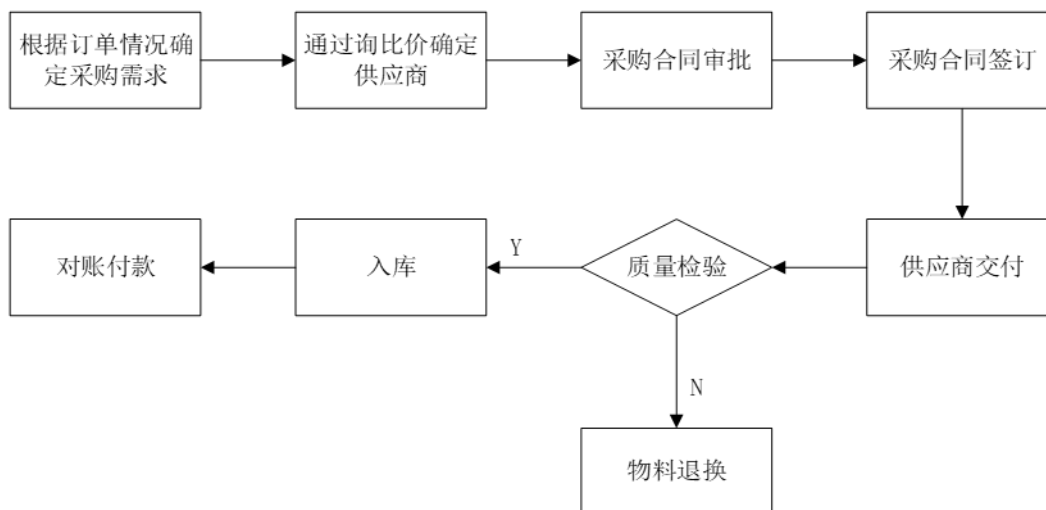 根据订单情况确
定采购需求
通过询比价确定
供应商
采购合同审批
采购合同签订
对账付款
入库
Y
质量检验
供应商交付
N
物料退换